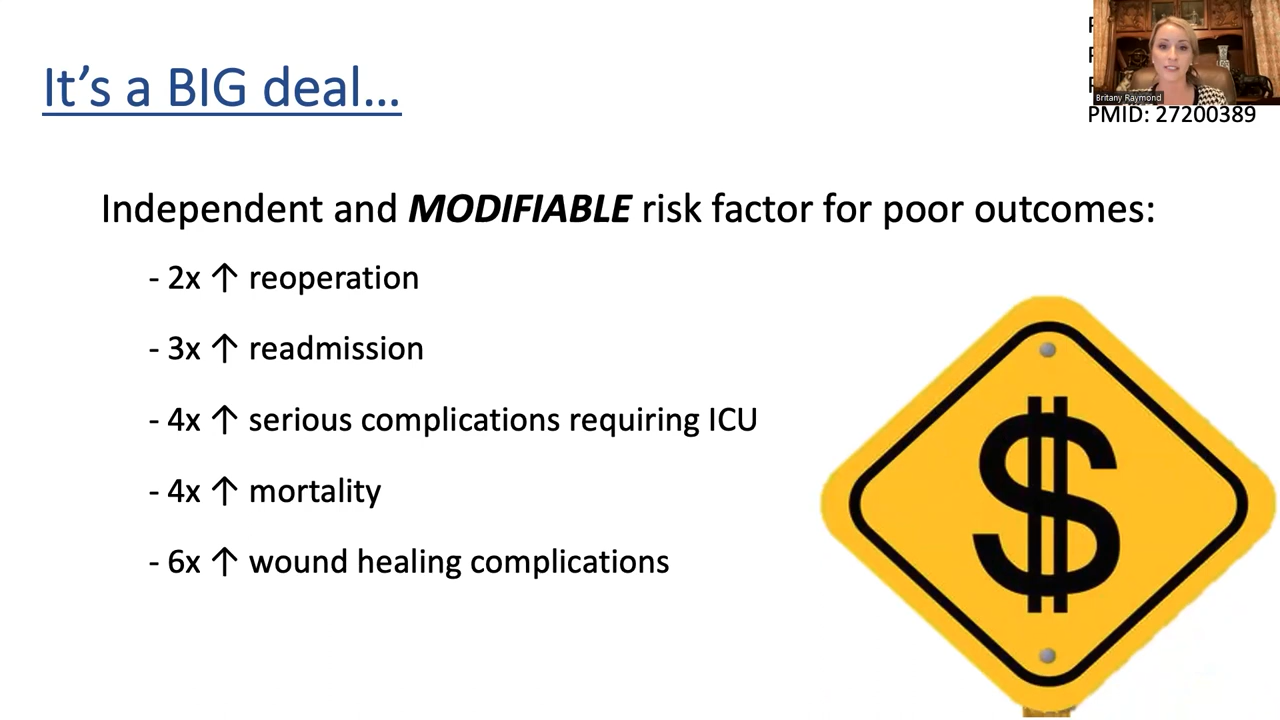 It's a BIG deal...
Britany Raymond
PMID: 27200389
Independent and MODIFIABLE risk factor for poor outcomes:
- 2x ↑ reoperation
- 3x ↑ readmission
- 4x ↑ serious complications requiring ICU
- 4x ↑ mortality
- 6x ↑ wound healing complications
$